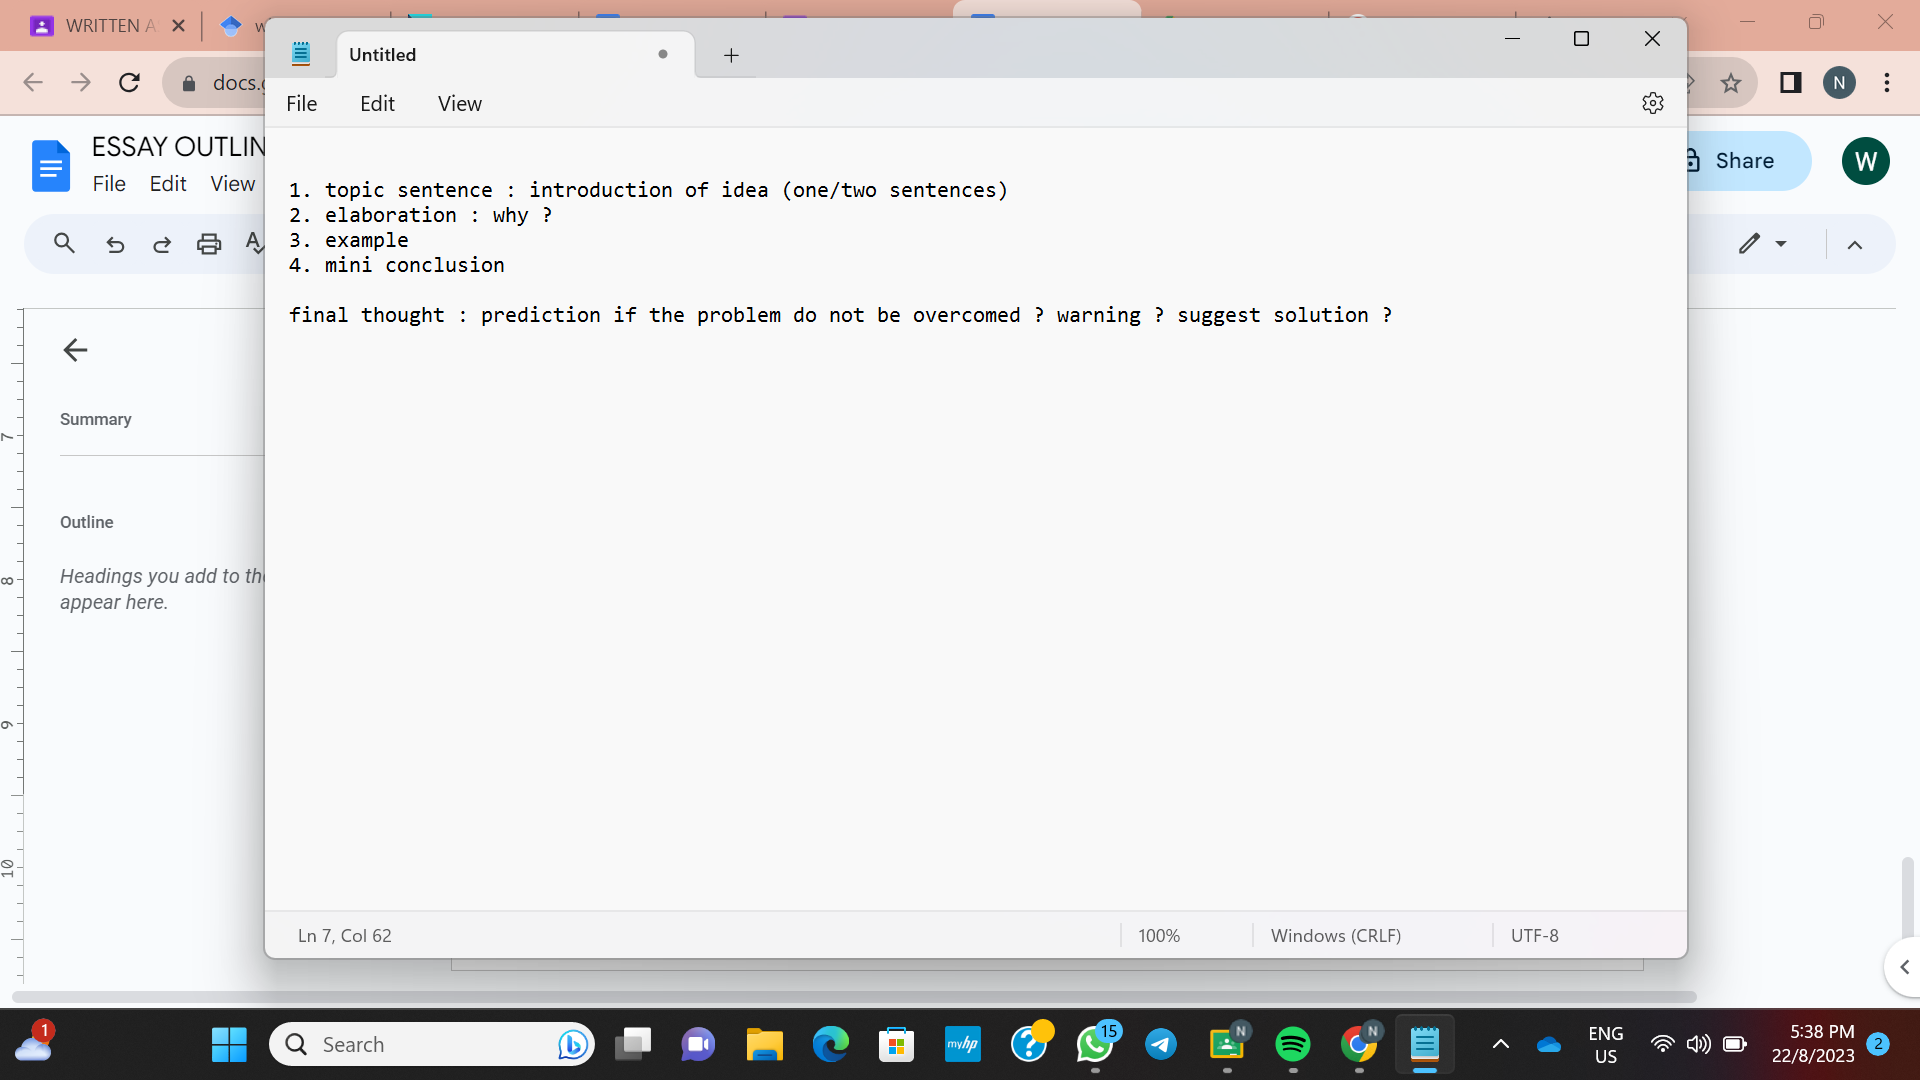 WRITTEN A
Untitled
docs.
N
File Edit View
ESSAY OUTLIN
File Edit View
Share
W
1. topic sentence : introduction of idea (one/two sentences)
2. elaboration : why ?
3. example
4. mini conclusion
final thought : prediction if the problem do not be overcomed ? warning ? suggest solution ?
Summary
Outline
Headings you add to the
appear here.
7
8
9
10
Ln 7, Col 62
100%
Windows (CRLF)
UTF-8
1
Search
myhp
15
N
N
ENG
US
5:38 PM
22/8/2023
2